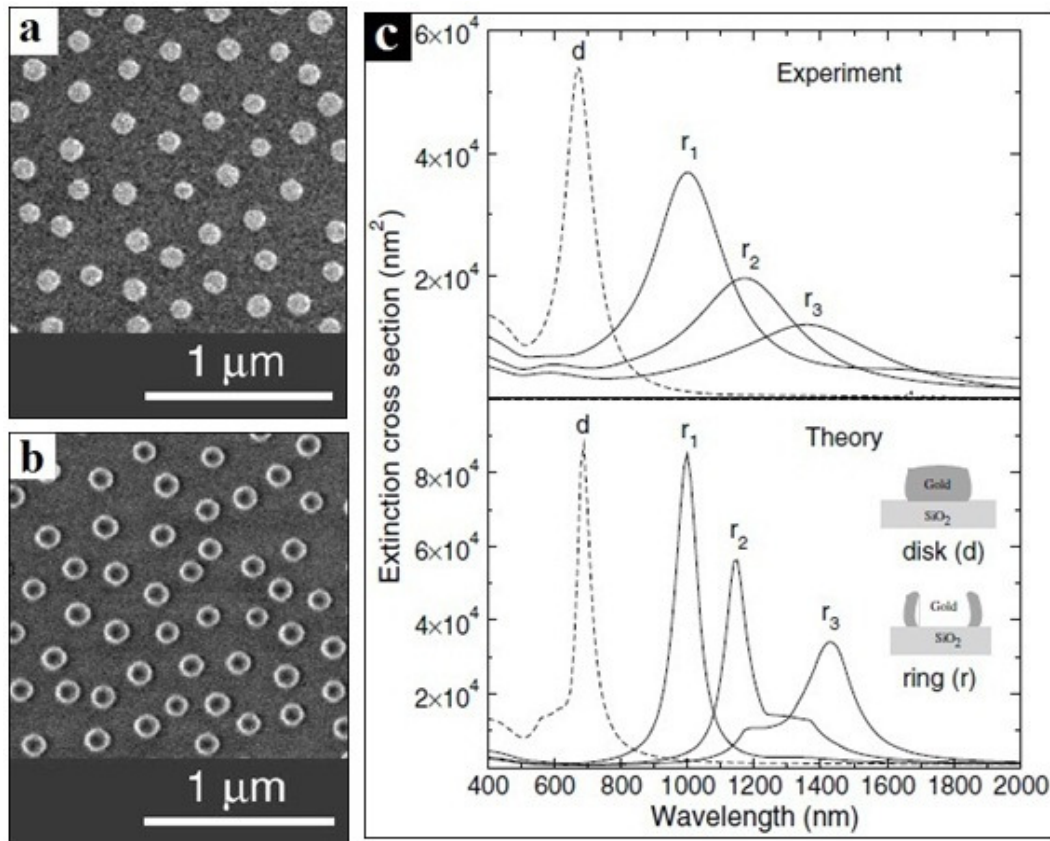 a
1 μm
b
1 μm
c
6×10⁴
4×10⁴
2×10⁴
d
r₁
r₂
r₃
Experiment
Extinction cross section (nm²)
8×10⁴
6×10⁴
4×10⁴
2×10⁴
d
r₁
r₂
r₃
Theory
Gold
SiO₂
disk (d)
Gold
SiO₂
ring (r)
400 600 800 1000 1200 1400 1600 1800 2000
Wavelength (nm)